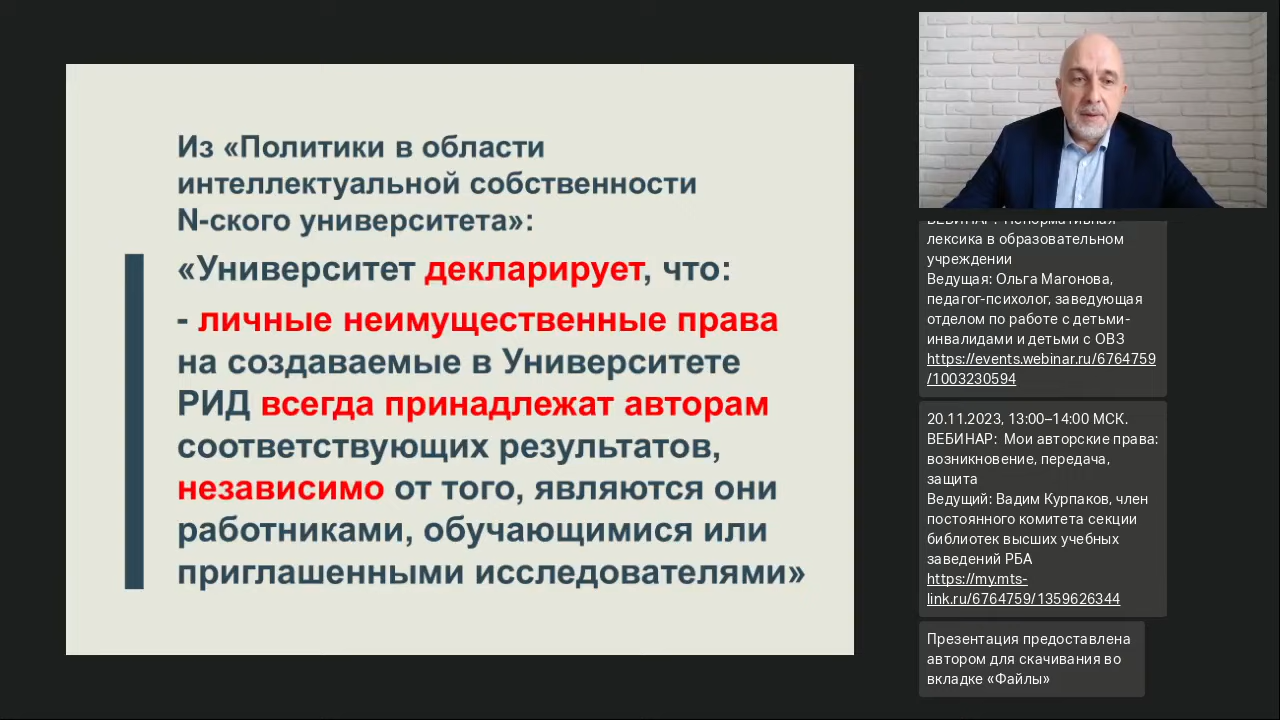 Из «Политики в области
интеллектуальной собственности
N-ского университета»:
«Университет декларирует, что:
- личные неимущественные права
на создаваемые в Университете
РИД всегда принадлежат авторам
соответствующих результатов,
независимо от того, являются они
работниками, обучающимися или
приглашенными исследователями»
ВЕБИНАР: Ненормативная
лексика в образовательном
учреждении
Ведущая: Ольга Магонова,
педагог-психолог, заведующая
отделом по работе с детьми-
инвалидами и детьми с ОВЗ
https://events.webinar.ru/6764759
/1003230594
20.11.2023, 13:00–14:00 МСК.
ВЕБИНАР: Мои авторские права:
возникновение, передача,
защита
Ведущий: Вадим Курпаков, член
постоянного комитета секции
библиотек высших учебных
заведений РБА
https://my.mts-
link.ru/6764759/1359626344
Презентация предоставлена
автором для скачивания во
вкладке «Файлы»